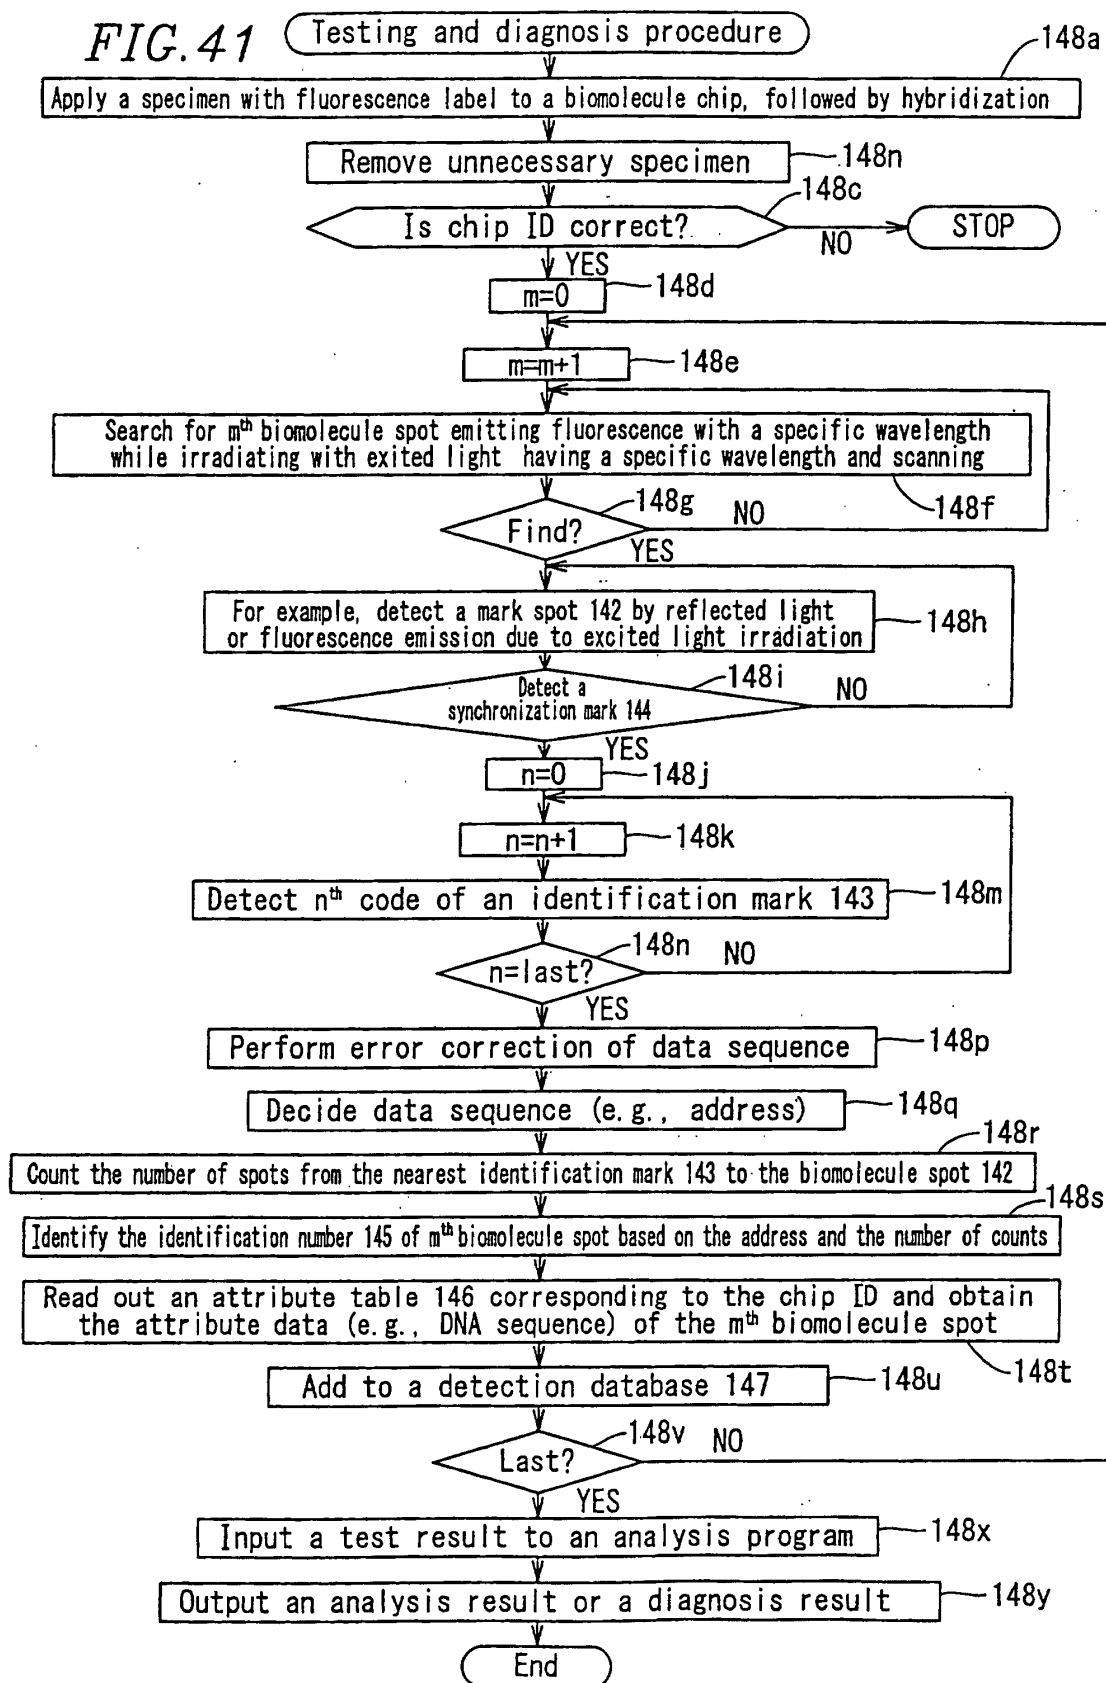 FIG.41
Testing and diagnosis procedure
148a
Apply a specimen with fluorescence label to a biomolecule chip, followed by hybridization
Remove unnecessary specimen
148n
148c
Is chip ID correct?
NO
STOP
YES
m=0
148d
m=m+1
148e
Search for mth biomolecule spot emitting fluorescence with a specific wavelength
while irradiating with exited light having a specific wavelength and scanning
148f
148g
Find?
NO
YES
For example, detect a mark spot 142 by reflected light
or fluorescence emission due to excited light irradiation
148h
148i
Detect a
synchronization mark 144
NO
YES
n=0
148j
n=n+1
148k
Detect nth code of an identification mark 143
148m
148n
n=last?
NO
YES
Perform error correction of data sequence
148p
Decide data sequence (e.g., address)
148q
148r
Count the number of spots from the nearest identification mark 143 to the biomolecule spot 142
148s
Identify the identification number 145 of mth biomolecule spot based on the address and the number of counts
Read out an attribute table 146 corresponding to the chip ID and obtain
the attribute data (e.g., DNA sequence) of the mth biomolecule spot
148t
Add to a detection database 147
148u
148v
Last?
NO
YES
Input a test result to an analysis program
148x
Output an analysis result or a diagnosis result
148y
End